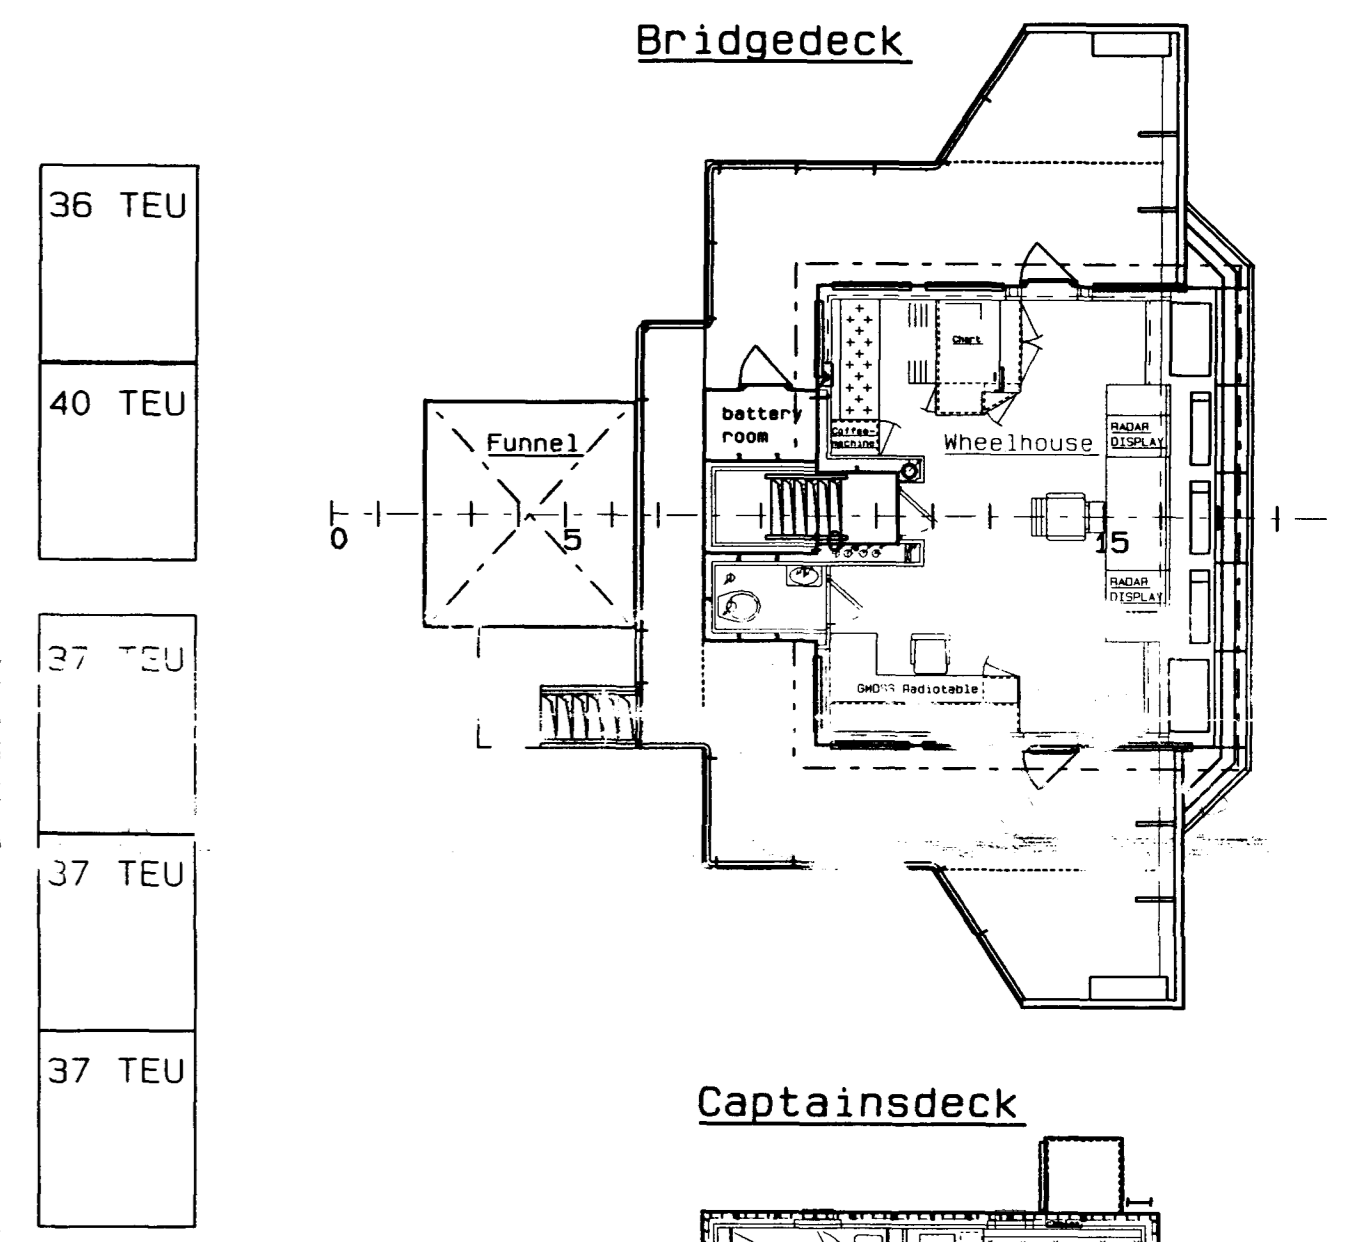 Bridgedeck
36 TEU
40 TEU
37 TEU
37 TEU
37 TEU
Funnel
battery
room
Chart
Coffee-
machine
Wheelhouse
RADAR
DISPLAY
0
5
15
RADAR
DISPLAY
GMDSS Radiotable
Captainsdeck